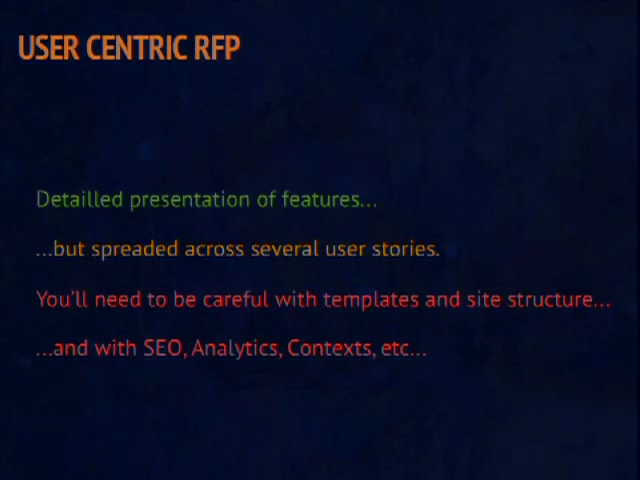 USER CENTRIC RFP
Detailled presentation of features...
...but spreaded across several user stories.
You'll need to be careful with templates and site structure...
...and with SEO, Analytics, Contexts, etc...